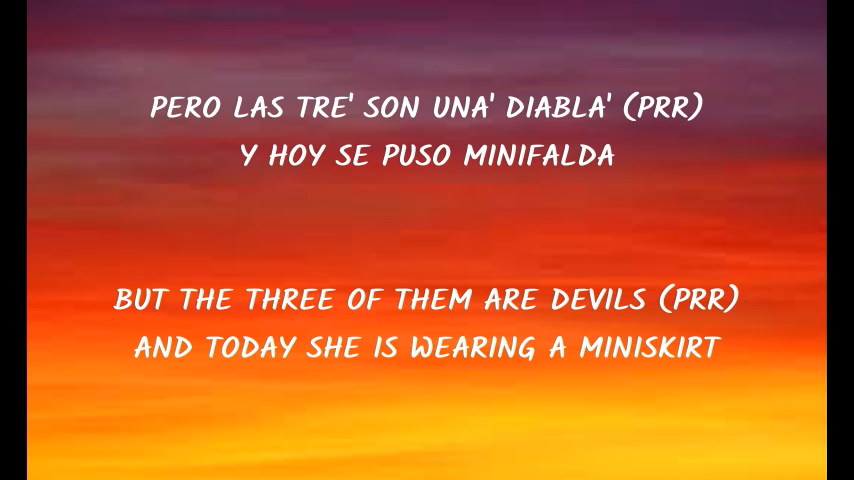 PERO LAS TRE' SON UNA' DIABLA' (PRR)
Y HOY SE PUSO MINIFALDA
BUT THE THREE OF THEM ARE DEVILS (PRR)
AND TODAY SHE IS WEARING A MINISKIRT